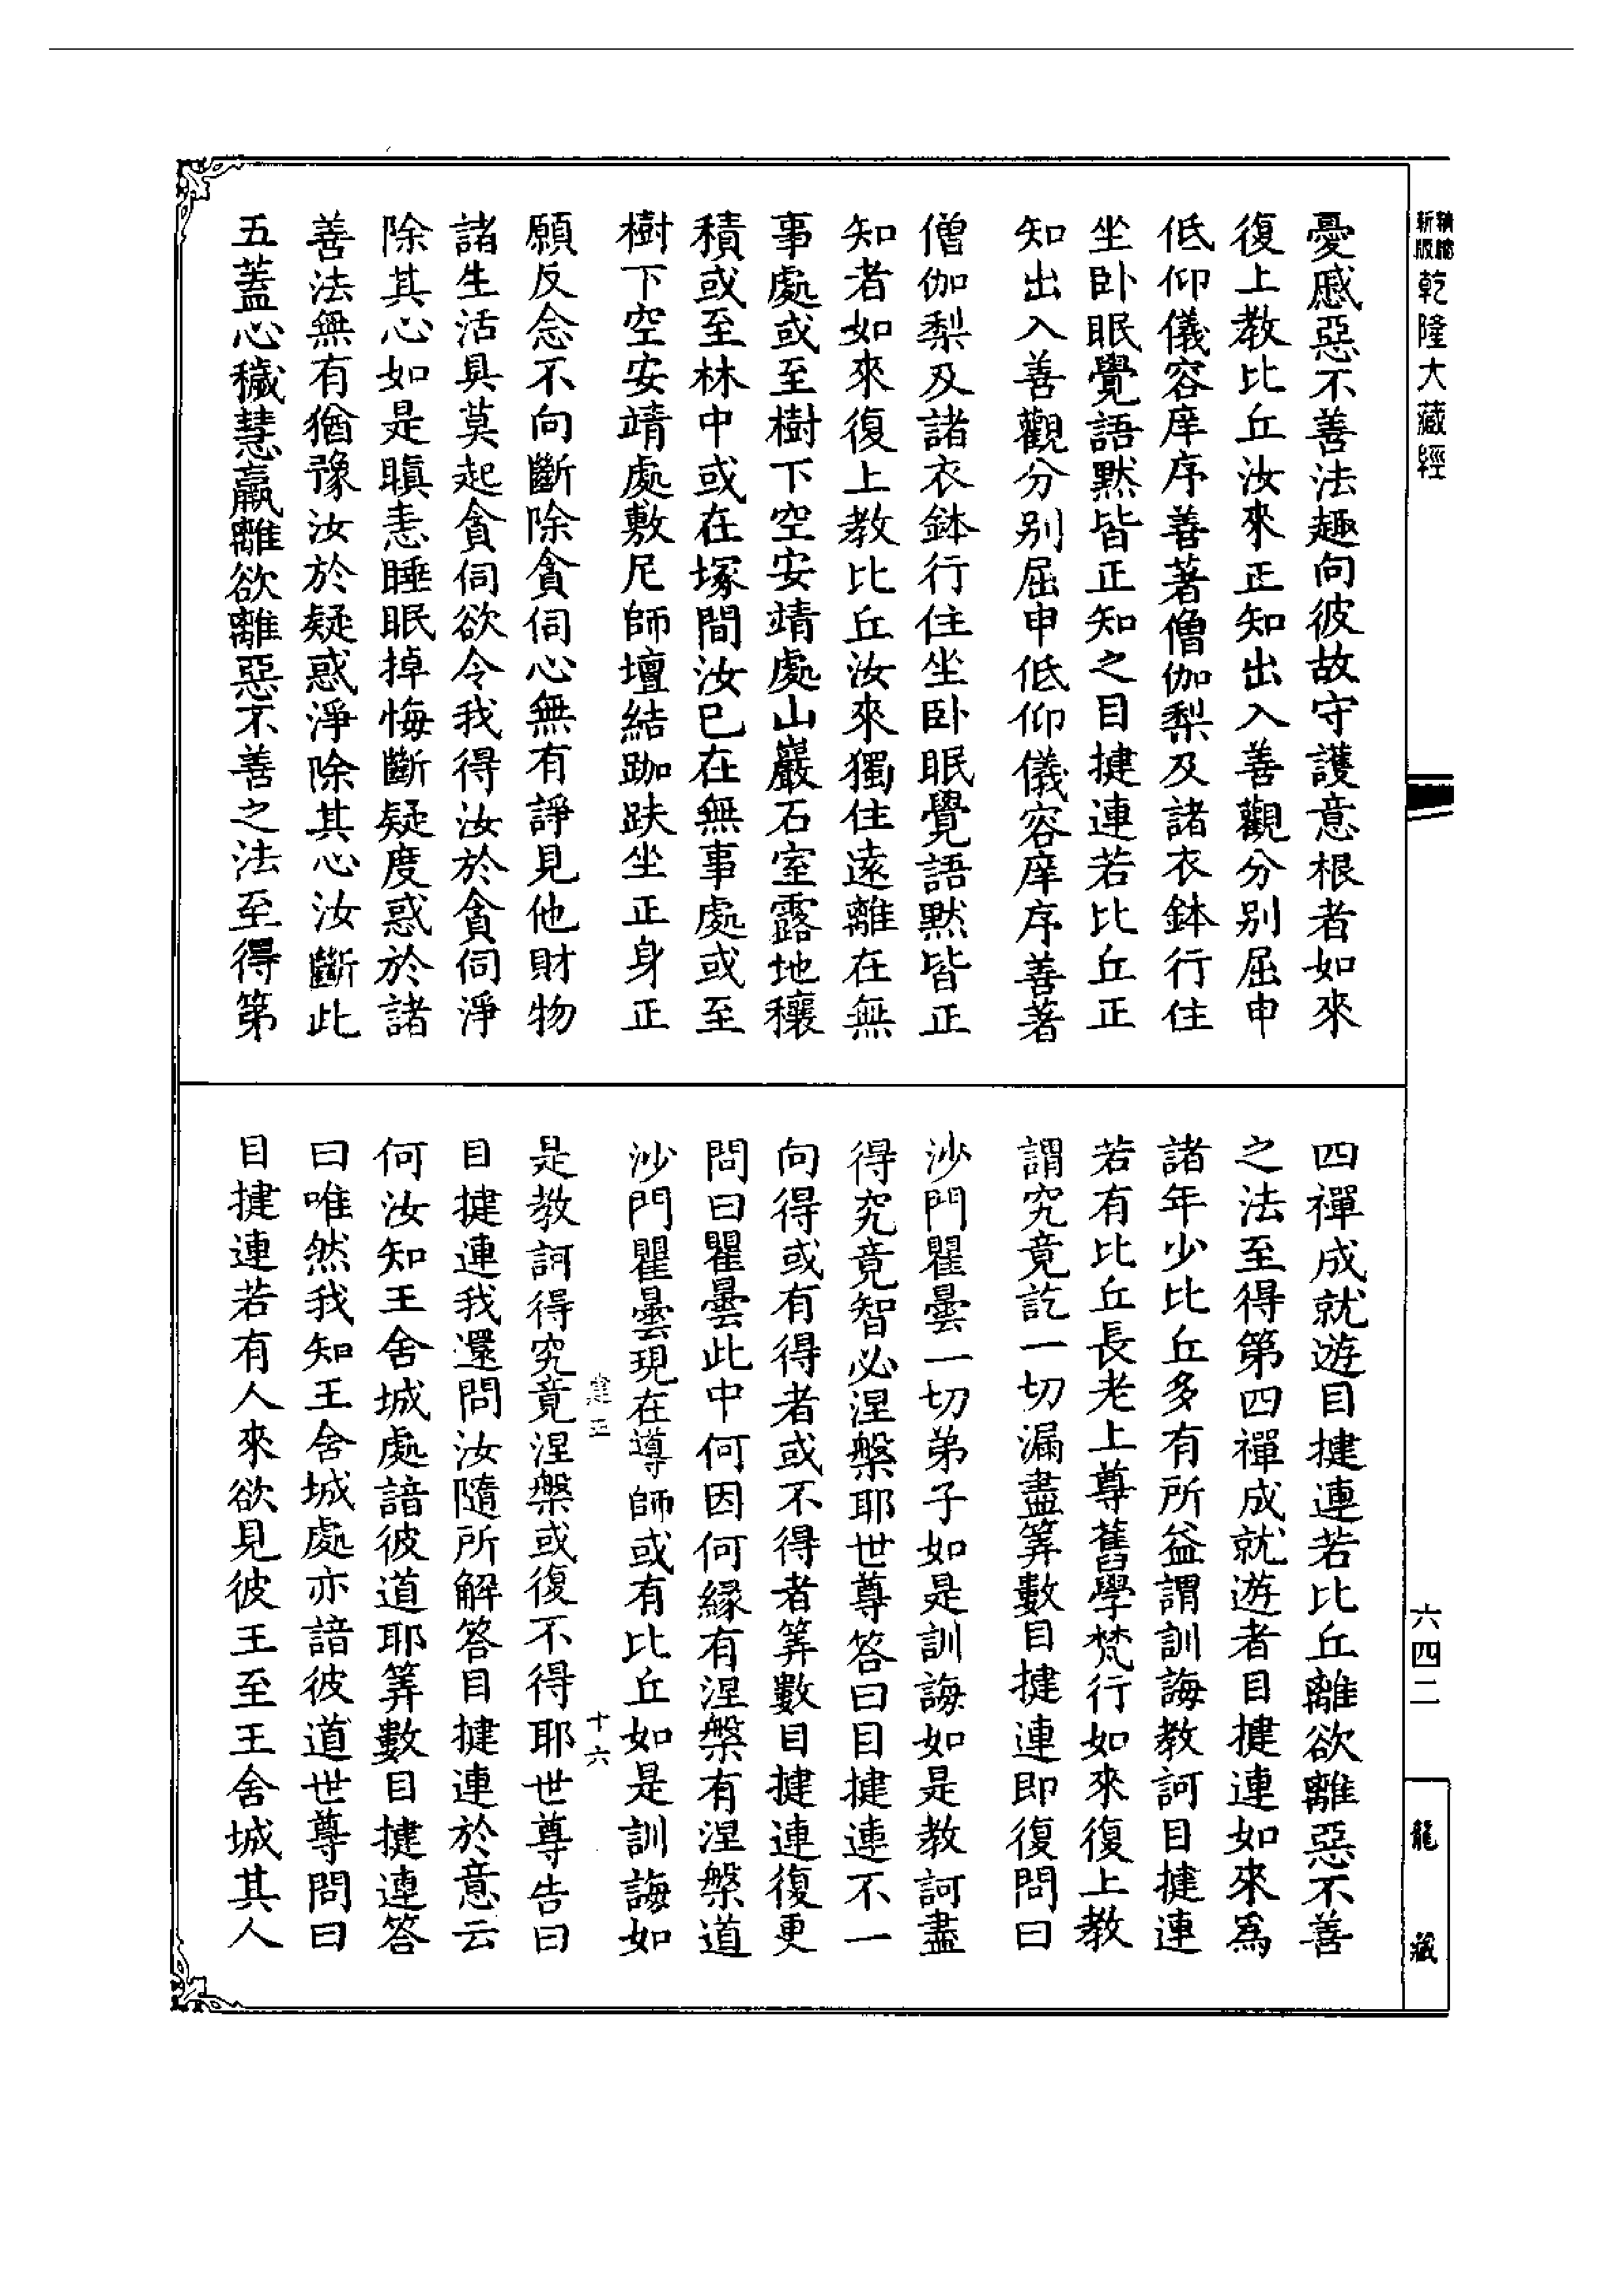 精縮
新版
乾隆大藏經
憂慼惡不善法趣向彼故守護意根者如來
復上教比丘汝來正知出入善觀分别屈申
低仰儀容庠序善著僧伽梨及諸衣鉢行住
坐卧眠覺語默皆正知之目揵連若比丘正
知出入善觀分别屈申低仰儀容庠序善著
僧伽梨及諸衣鉢行住坐卧眠覺語默皆正
知者如來復上教比丘汝來獨住遠離在無
事處或至樹下空安靖處山巖石室露地穰
積或至林中或在塚間汝已在無事處或至
樹下空安靖處敷尼師壇結跏趺坐正身正
願反念不向斷除貪伺心無有諍見他財物
諸生活具莫起貪伺欲令我得汝於貪伺淨
除其心如是瞋恚睡眠掉悔斷疑度惑於諸
善法無有猶豫汝於疑惑淨除其心汝斷此
五蓋心穢慧羸離欲離惡不善之法至得第
四禪成就遊目揵連若比丘離欲離惡不善
之法至得第四禪成就遊者目揵連如來為
諸年少比丘多有所益謂訓誨教訶目揵連
若有比丘長老上尊舊學梵行如來復上教
謂究竟訖一切漏盡筭數目揵連即復問曰
沙門瞿曇一切弟子如是訓誨如是教訶盡
得究竟智必涅槃耶世尊答曰目揵連不一
向得或有得者或不得者筭數目揵連復更
問曰瞿曇此中何因何緣有涅槃有涅槃道
沙門瞿曇現在導師或有比丘如是訓誨如
是教訶得究竟涅槃或復不得耶世尊告曰
目揵連我還問汝隨所解答目揵連於意云
何汝知王舍城處諳彼道耶筭數目揵連答
曰唯然我知王舍城處亦諳彼道世尊問曰
目揵連若有人來欲見彼王至王舍城其人
十六
六四二
龍藏